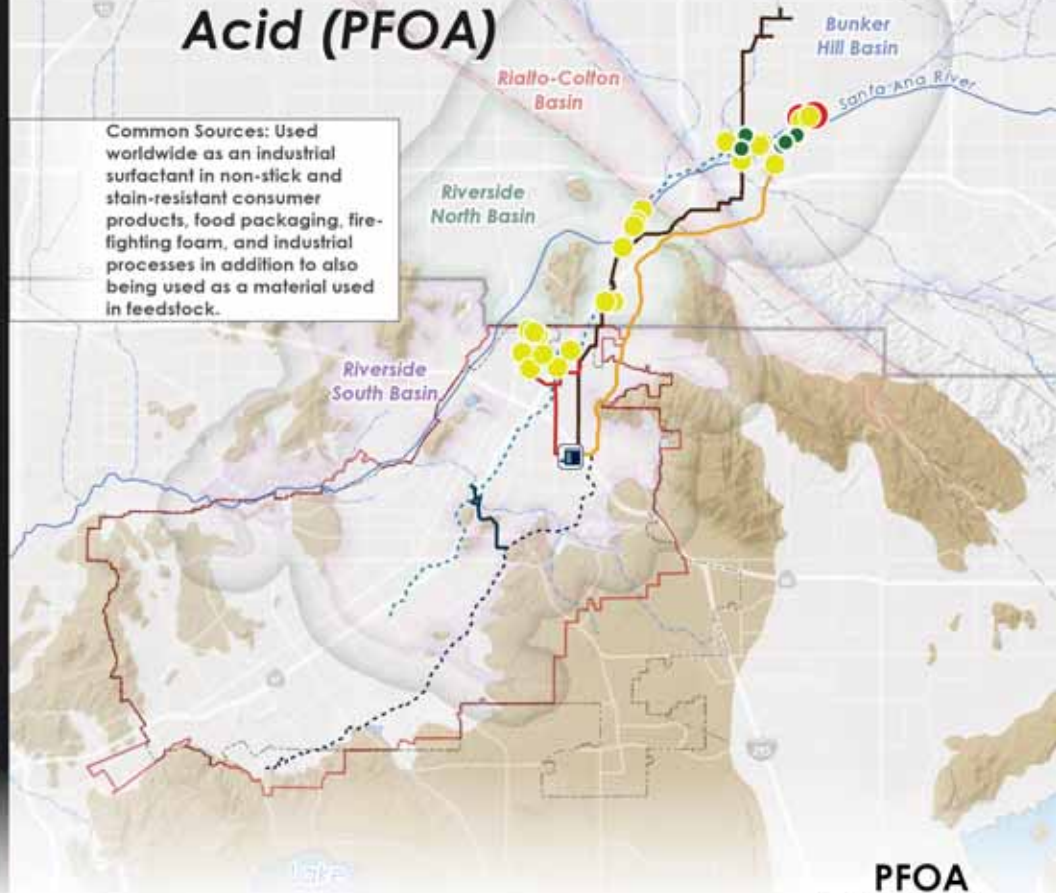 Acid (PFOA)
Bunker
Hill Basin
Rialto-Colton
Basin
Santa Ana River
Common Sources: Used
worldwide as an industrial
surfactant in non-stick and
stain-resistant consumer
products, food packaging, fire-
fighting foam, and industrial
processes in addition to also
being used as a material used
in feedstock.
Riverside
North Basin
Riverside
South Basin
215
Lake
PFOA